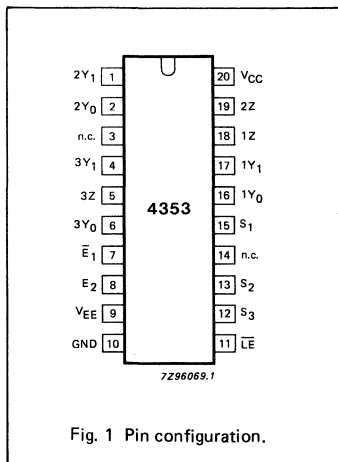 2Y1 1 20 VCC
2Y0 2 19 2Z
n.c. 3 18 1Z
3Y1 4 17 1Y1
3Z 5 16 1Y0
4353
3Y0 6 15 S1
E̅1 7 14 n.c.
E2 8 13 S2
VEE 9 12 S3
GND 10 11 L̅E̅
7Z96069.1
Fig. 1 Pin configuration.